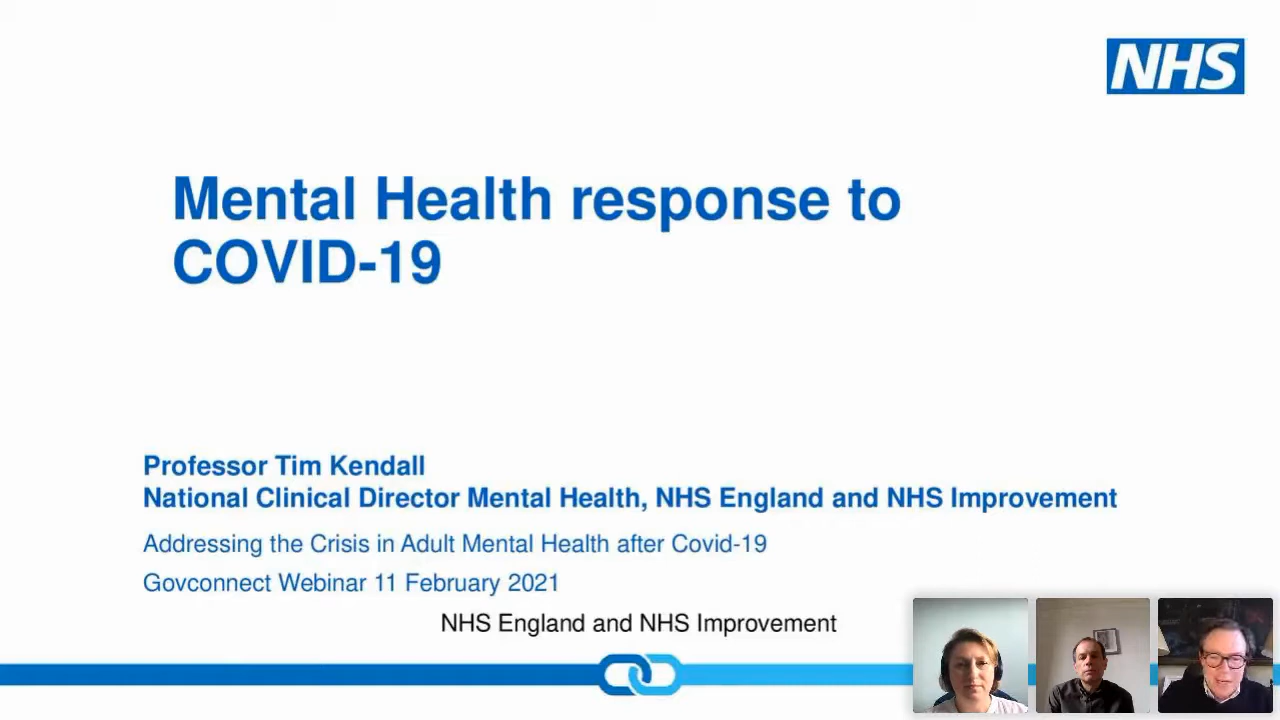 NHS
Mental Health response to
COVID-19
Professor Tim Kendall
National Clinical Director Mental Health, NHS England and NHS Improvement
Addressing the Crisis in Adult Mental Health after Covid-19
Govconnect Webinar 11 February 2021
NHS England and NHS Improvement